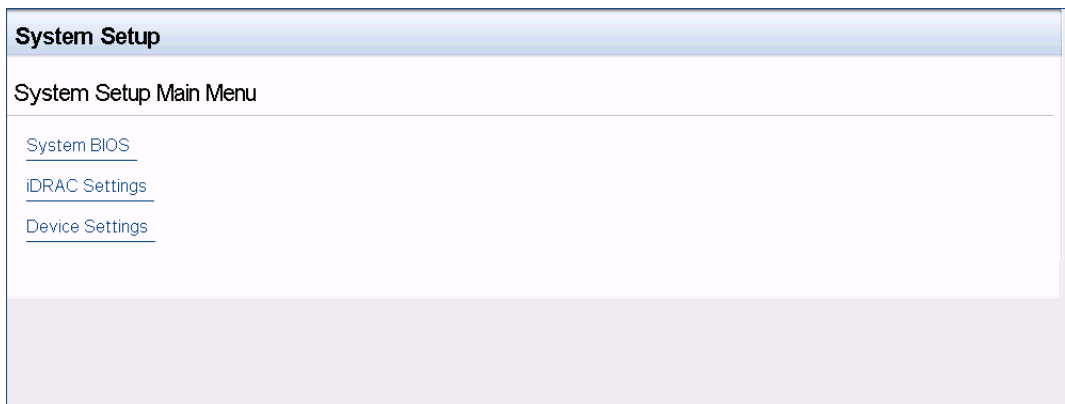 System Setup
System Setup Main Menu
System BIOS
iDRAC Settings
Device Settings